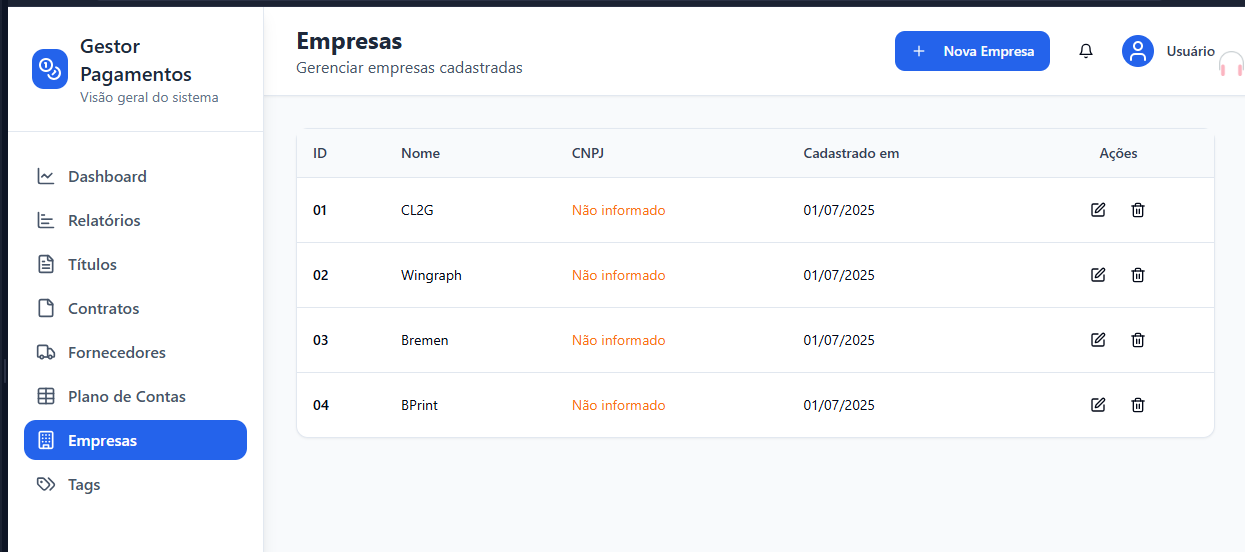 Gestor
Pagamentos
Visão geral do sistema
Dashboard
Relatórios
Títulos
Contratos
Fornecedores
Plano de Contas
Empresas
Tags
Empresas
Gerenciar empresas cadastradas
+ Nova Empresa
Usuário
ID Nome CNPJ Cadastrado em Ações
01 CL2G Não informado 01/07/2025
02 Wingraph Não informado 01/07/2025
03 Bremen Não informado 01/07/2025
04 BPrint Não informado 01/07/2025